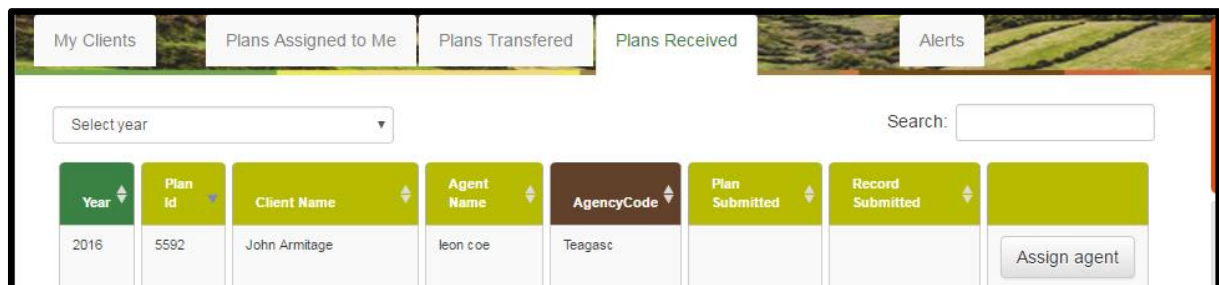 My Clients Plans Assigned to Me Plans Transfered Plans Received Alerts
Select year Search:
Year Plan Id Client Name Agent Name AgencyCode Plan Submitted Record Submitted
2016 5592 John Armitage leon coe Teagasc Assign agent